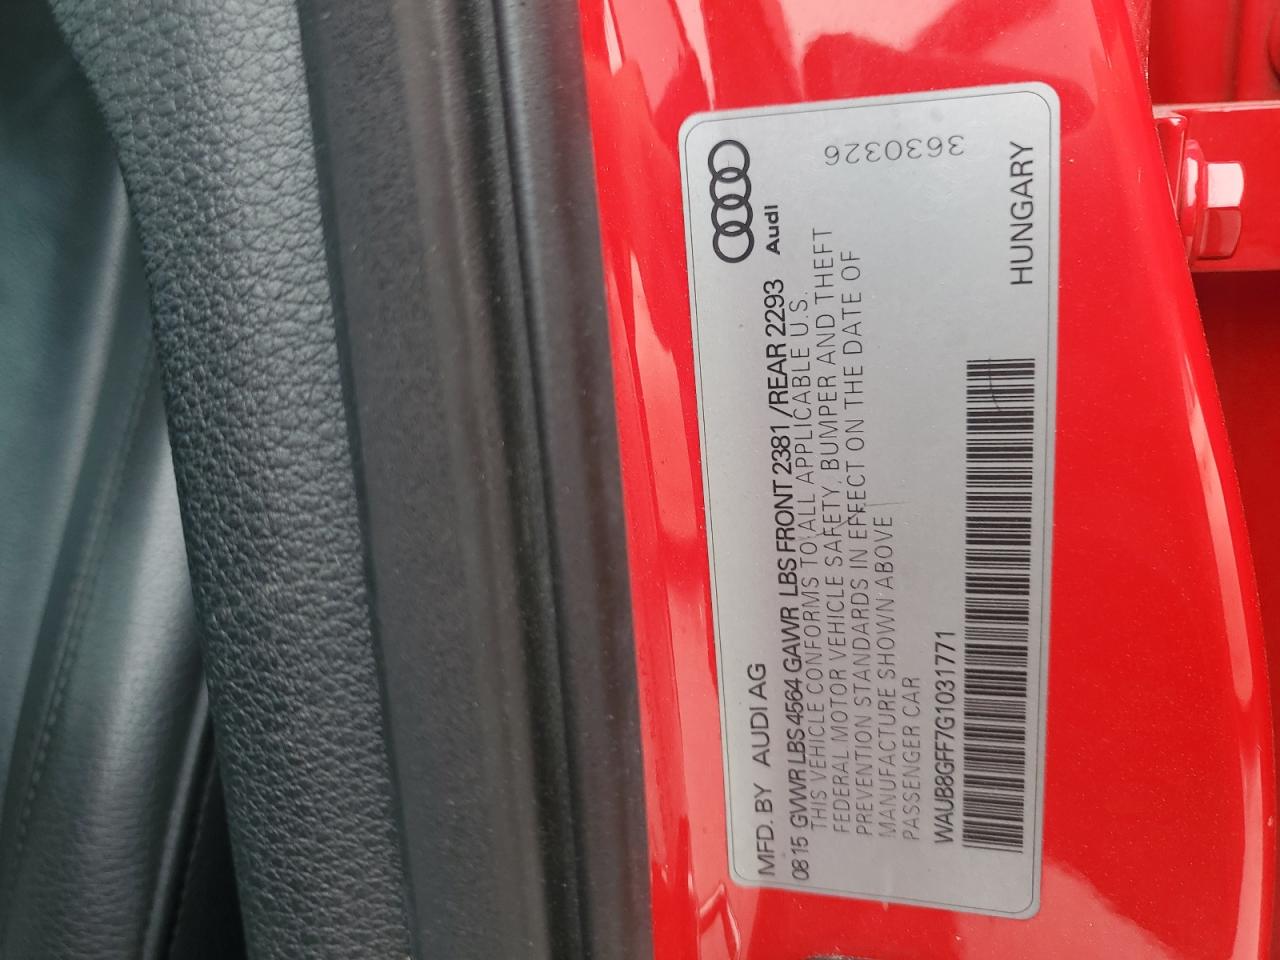 MFD. BY AUDI AG
Audi
08 15 GVWR LBS 4564 GAWR LBS FRONT 2381 /REAR 2293
THIS VEHICLE CONFORMS TO ALL APPLICABLE U.S.
FEDERAL MOTOR VEHICLE SAFETY, BUMPER AND THEFT
PREVENTION STANDARDS IN EFFECT ON THE DATE OF
MANUFACTURE SHOWN ABOVE
PASSENGER CAR
3630326
WAUB8GFF7G1031771
HUNGARY